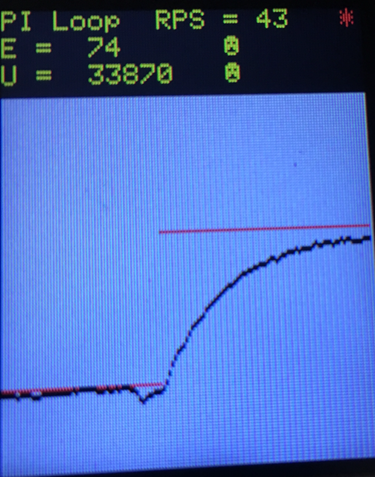 PI Loop RPS = 43 *
E = 74
U = 33870